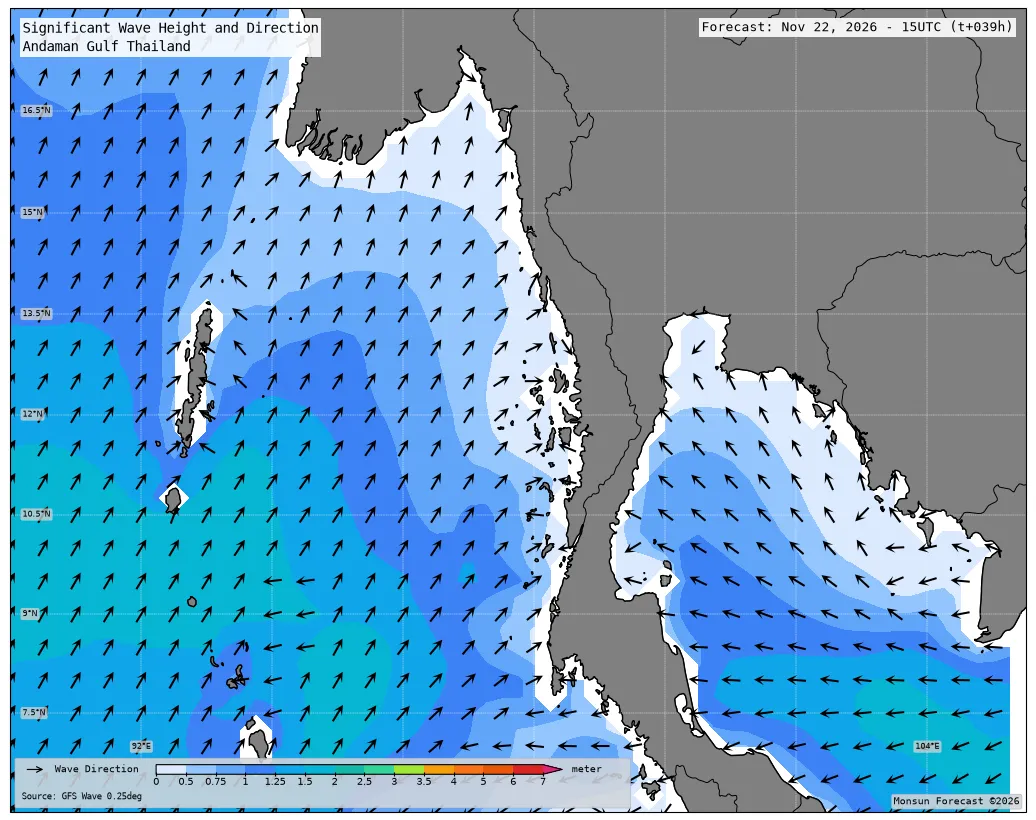 Significant Wave Height and Direction
Andaman Gulf Thailand
Forecast: Nov 22, 2026 - 15UTC (t+039h)
16.5°N
15°N
13.5°N
12°N
10.5°N
9°N
7.5°N
92°E
104°E
Wave Direction
0 0.5 0.75 1 1.25 1.5 2 2.5 3 3.5 4 5 6 7
meter
Source: GFS Wave 0.25deg
Monsun Forecast ©2026